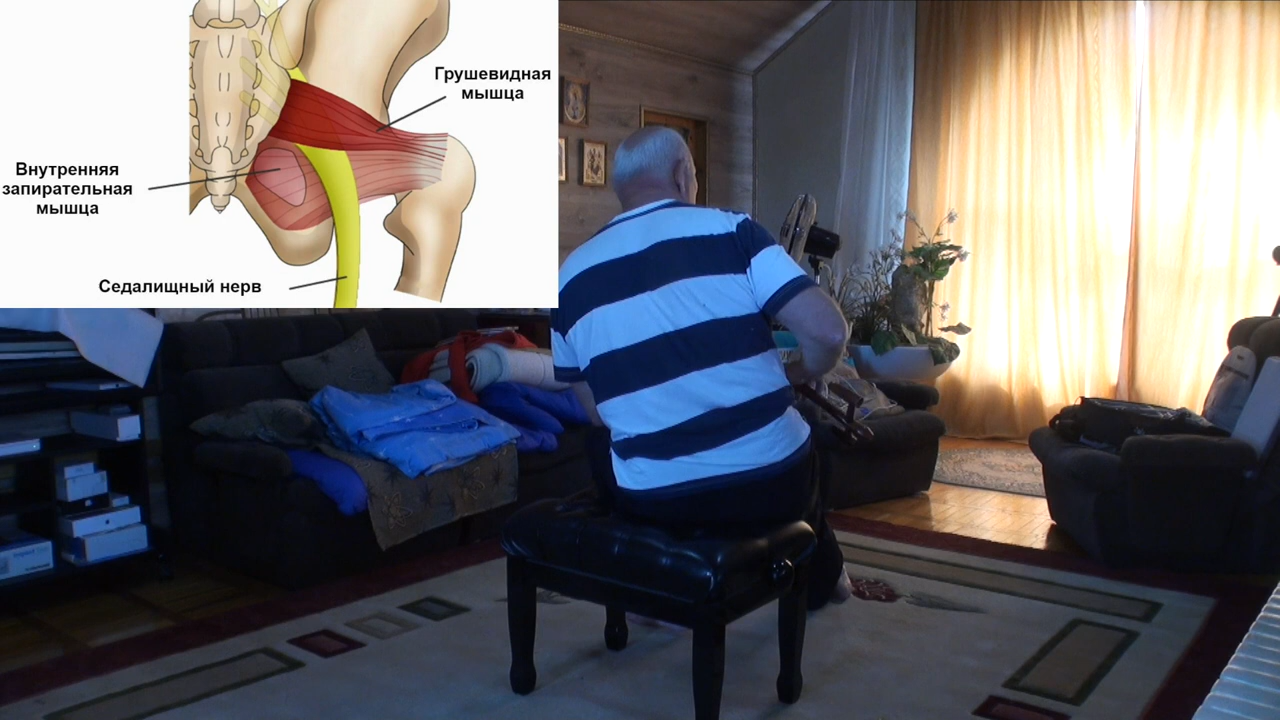 Грушевидная
мышца
Внутренняя
запирательная
мышца
Седалищный нерв